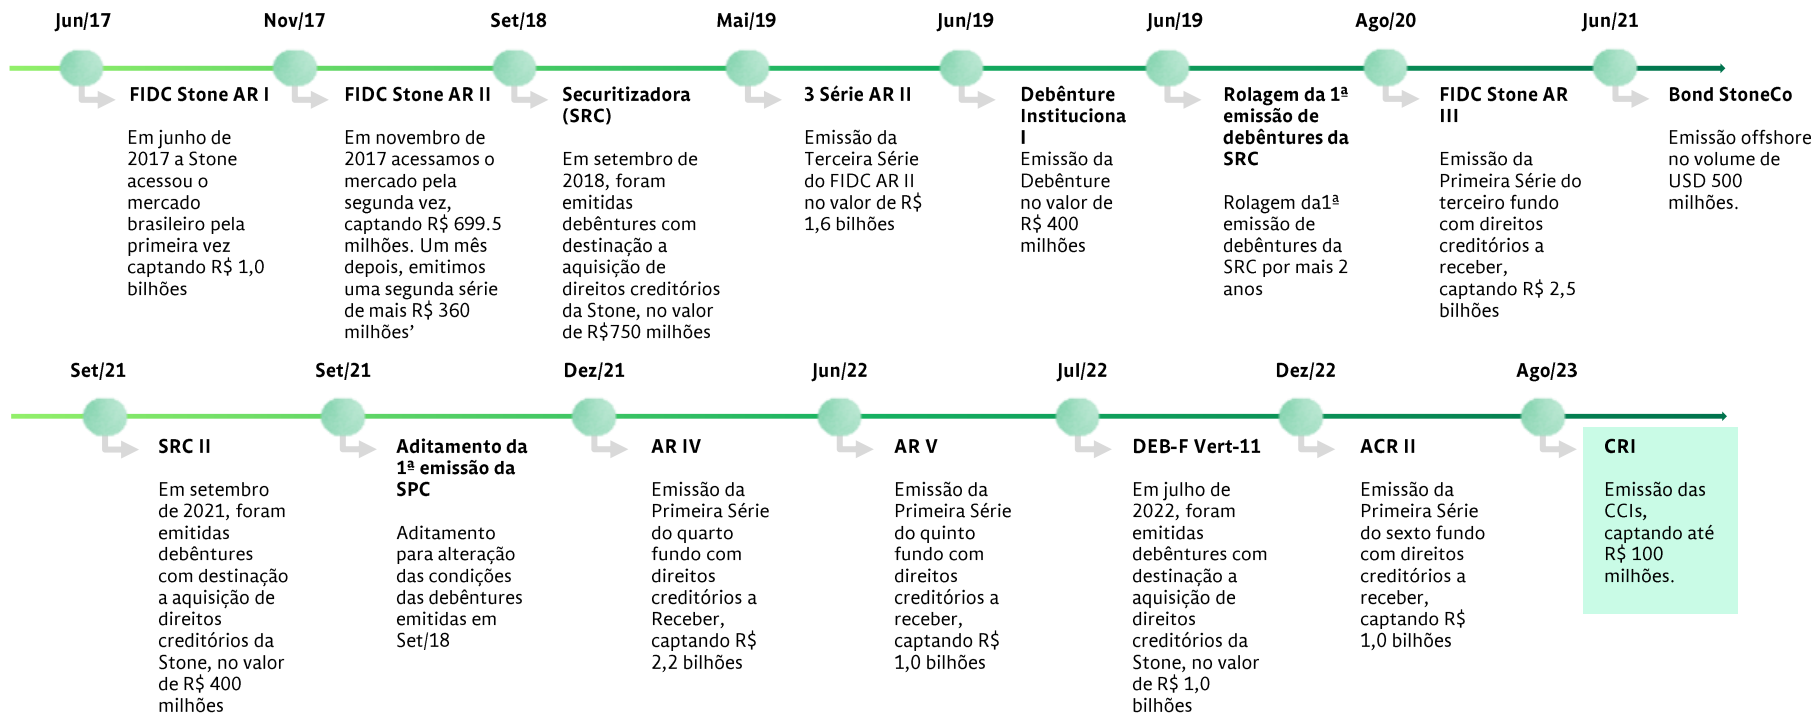 Jun/17
FIDC Stone AR I
Em junho de
2017 a Stone
acessou o
mercado
brasileiro pela
primeira vez
captando R$ 1,0
bilhões
Nov/17
FIDC Stone AR II
Em novembro de
2017 acessamos o
mercado pela
segunda vez,
captando R$ 699.5
milhões. Um mês
depois, emitimos
uma segunda série
de mais R$ 360
milhões’
Set/18
Securitizadora
(SRC)
Em setembro de
2018, foram
emitidas
debêntures com
destinação a
aquisição de
direitos creditórios
da Stone, no valor
de R$750 milhões
Mai/19
3 Série AR II
Emissão da
Terceira Série
do FIDC AR II
no valor de R$
1,6 bilhões
Jun/19
Debênture
Instituciona
l
Emissão da
Debênture
no valor de
R$ 400
milhões
Jun/19
Rolagem da 1ª
emissão de
debêntures da
SRC
Rolagem da1ª
emissão de
debêntures da
SRC por mais 2
anos
Ago/20
FIDC Stone AR
III
Emissão da
Primeira Série do
terceiro fundo
com direitos
creditórios a
receber,
captando R$ 2,5
bilhões
Jun/21
Bond StoneCo
Emissão offshore
no volume de
USD 500
milhões.
Set/21
SRC II
Em setembro
de 2021, foram
emitidas
debêntures
com destinação
a aquisição de
direitos
creditórios da
Stone, no valor
de R$ 400
milhões
Set/21
Aditamento da
1ª emissão da
SPC
Aditamento
para alteração
das condições
das debêntures
emitidas em
Set/18
Dez/21
AR IV
Emissão da
Primeira Série
do quarto
fundo com
direitos
creditórios a
Receber,
captando R$
2,2 bilhões
Jun/22
AR V
Emissão da
Primeira Série
do quinto
fundo com
direitos
creditórios a
receber,
captando R$
1,0 bilhões
Jul/22
DEB-F Vert-11
Em julho de
2022, foram
emitidas
debêntures com
destinação a
aquisição de
direitos
creditórios da
Stone, no valor
de R$ 1,0
bilhões
Dez/22
ACR II
Emissão da
Primeira Série
do sexto fundo
com direitos
creditórios a
receber,
captando R$
1,0 bilhões
Ago/23
CRI
Emissão das
CCIs,
captando até
R$ 100
milhões.